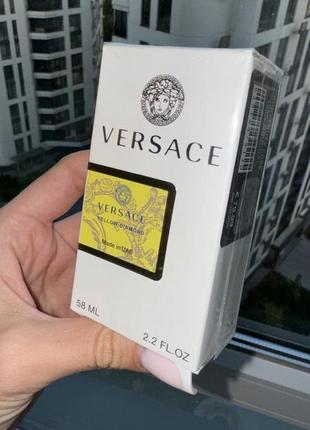 VERSACE
VERSACE
YELLOW DIAMOND
Made in UAE
58 ML
2.2 FL.OZ